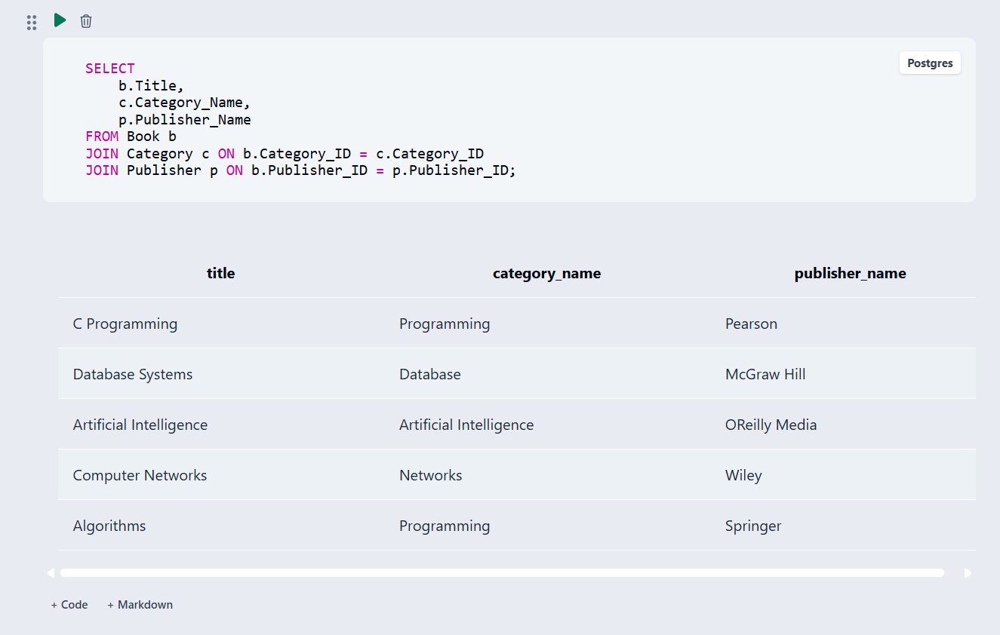 Postgres
SELECT
    b.Title,
    c.Category_Name,
    p.Publisher_Name
FROM Book b
JOIN Category c ON b.Category_ID = c.Category_ID
JOIN Publisher p ON b.Publisher_ID = p.Publisher_ID;
title category_name publisher_name
C Programming Programming Pearson
Database Systems Database McGraw Hill
Artificial Intelligence Artificial Intelligence OReilly Media
Computer Networks Networks Wiley
Algorithms Programming Springer
+ Code + Markdown